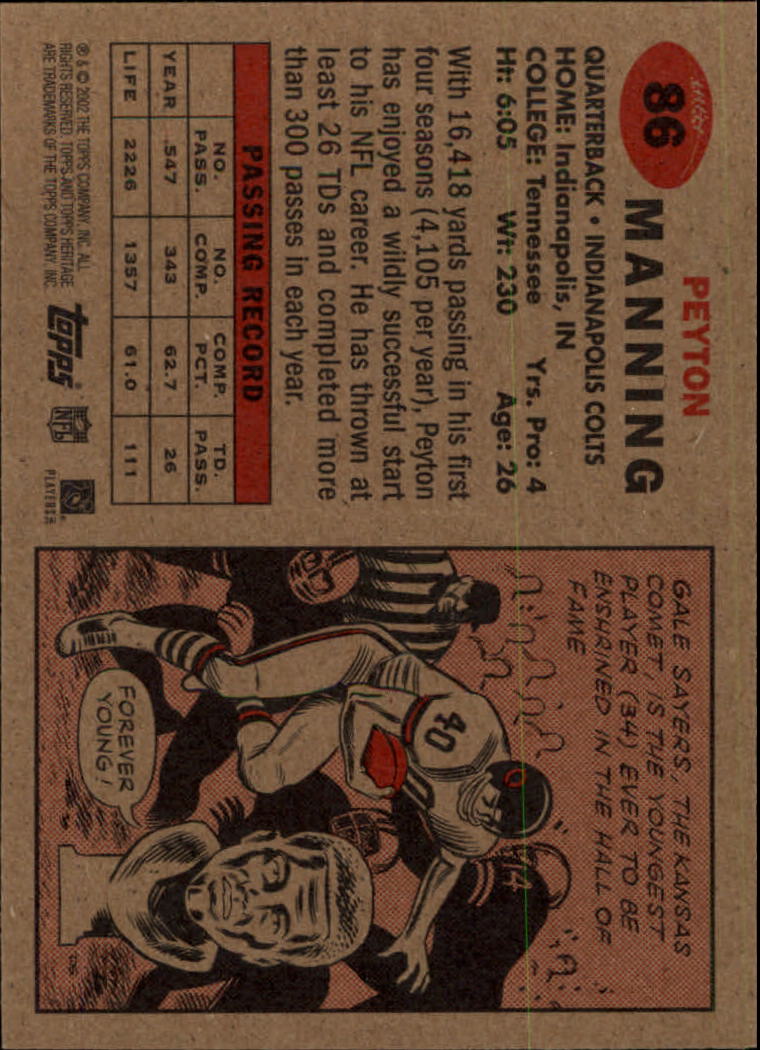 86
PEYTON
MANNING
QUARTERBACK • INDIANAPOLIS COLTS
HOME: Indianapolis, IN
COLLEGE: Tennessee Yrs. Pro: 4
Ht: 6:05 Wt: 230 Age: 26
With 16,418 yards passing in his first
four seasons (4,105 per year), Peyton
has enjoyed a wildly successful start
to his NFL career. He has thrown at
least 26 TDs and completed more
than 300 passes in each year.
PASSING RECORD
NO. PASS. NO. COMP. COMP. PCT. TD. PASS.
YEAR 547 343 62.7 26
LIFE 2226 1357 61.0 111
® & © 2002 THE TOPPS COMPANY, INC. ALL
RIGHTS RESERVED. TOPPS AND TOPPS HERITAGE
ARE TRADEMARKS OF THE TOPPS COMPANY, INC.
topps
NFL
PLAYERS
GALE SAYERS, THE KANSAS
COMET, IS THE YOUNGEST
PLAYER (34) EVER TO BE
ENSHRINED IN THE HALL OF
FAME
40
74
FOREVER
YOUNG!